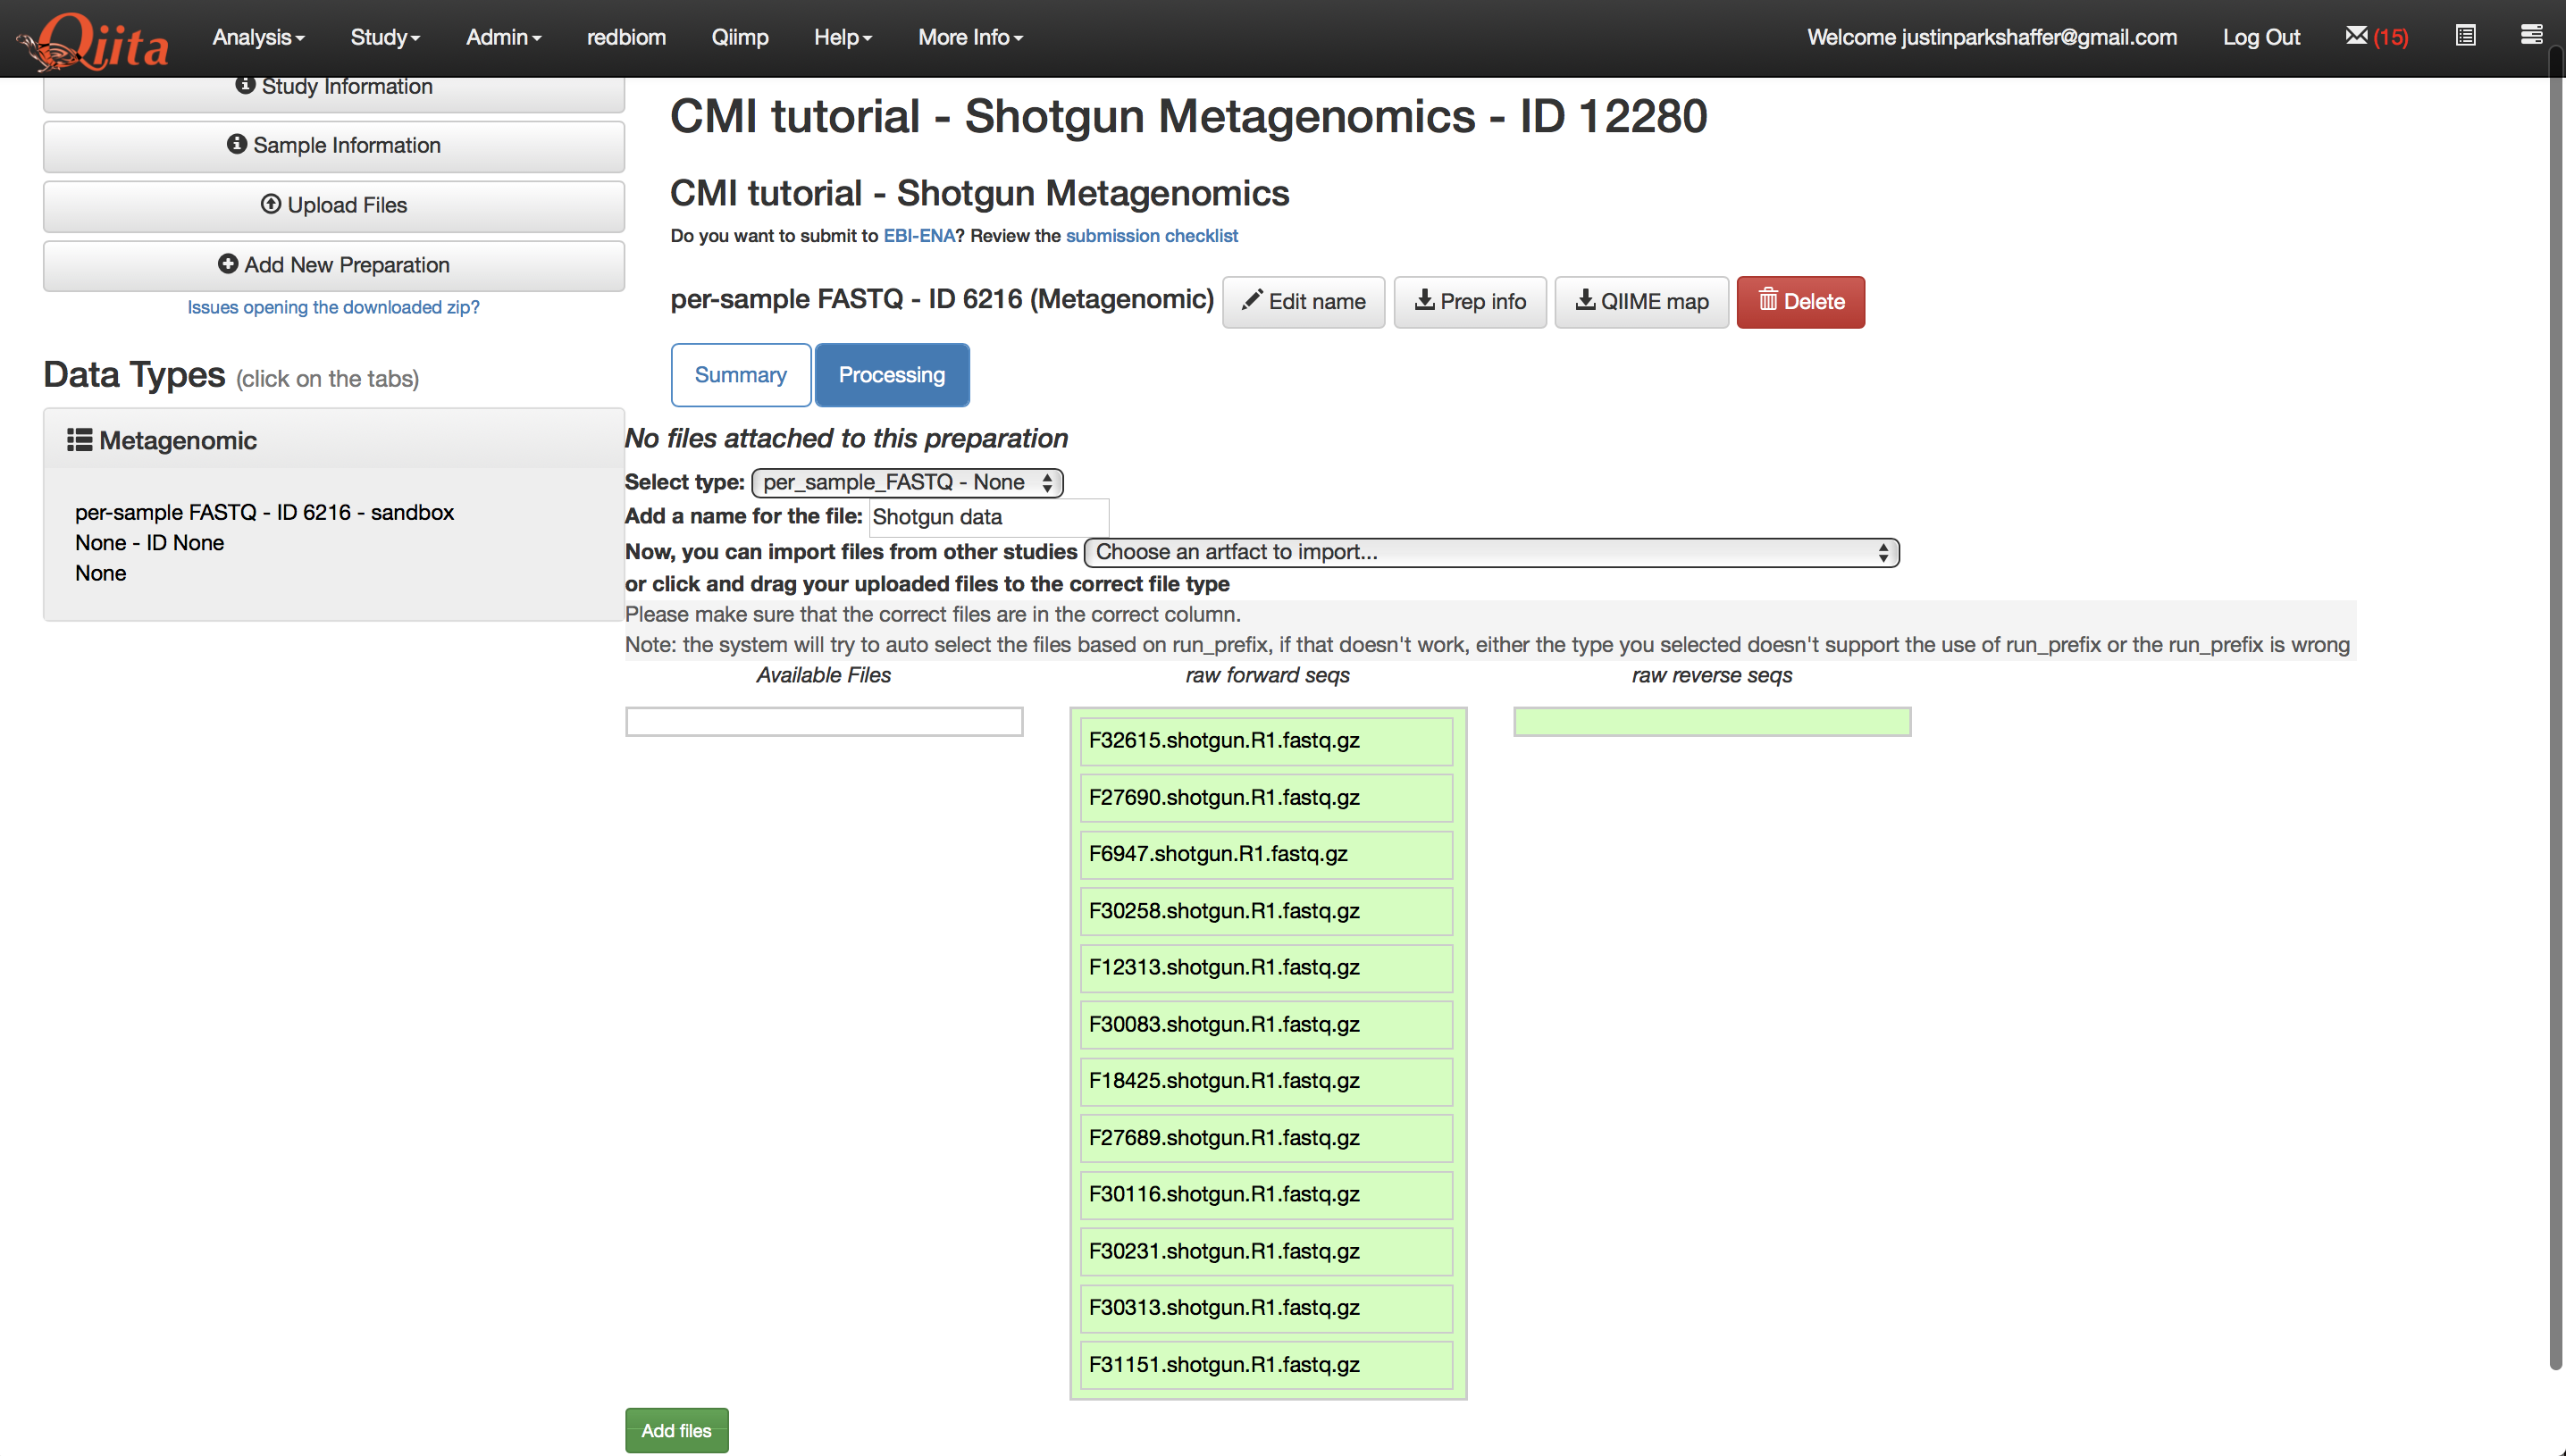 Qiita Analysis Study Admin redbiom Qiimp Help More Info Welcome justinparkshaffer@gmail.com Log Out (15)
Study Information
Sample Information
Upload Files
Add New Preparation
Issues opening the downloaded zip?
Data Types (click on the tabs)
Metagenomic
per-sample FASTQ - ID 6216 - sandbox
None - ID None
None
CMI tutorial - Shotgun Metagenomics - ID 12280
CMI tutorial - Shotgun Metagenomics
Do you want to submit to EBI-ENA? Review the submission checklist
per-sample FASTQ - ID 6216 (Metagenomic) Edit name Prep info QIIME map Delete
Summary Processing
No files attached to this preparation
Select type: per_sample_FASTQ - None
Add a name for the file: Shotgun data
Now, you can import files from other studies Choose an artfact to import...
or click and drag your uploaded files to the correct file type
Please make sure that the correct files are in the correct column.
Note: the system will try to auto select the files based on run_prefix, if that doesn't work, either the type you selected doesn't support the use of run_prefix or the run_prefix is wrong
Available Files raw forward seqs raw reverse seqs
F32615.shotgun.R1.fastq.gz
F27690.shotgun.R1.fastq.gz
F6947.shotgun.R1.fastq.gz
F30258.shotgun.R1.fastq.gz
F12313.shotgun.R1.fastq.gz
F30083.shotgun.R1.fastq.gz
F18425.shotgun.R1.fastq.gz
F27689.shotgun.R1.fastq.gz
F30116.shotgun.R1.fastq.gz
F30231.shotgun.R1.fastq.gz
F30313.shotgun.R1.fastq.gz
F31151.shotgun.R1.fastq.gz
Add files